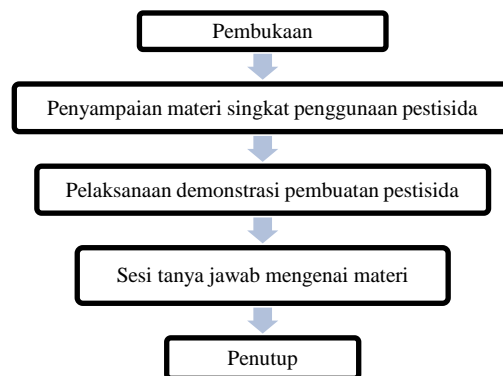 Pembukaan
Penyampaian materi singkat penggunaan pestisida
Pelaksanaan demonstrasi pembuatan pestisida
Sesi tanya jawab mengenai materi
Penutup